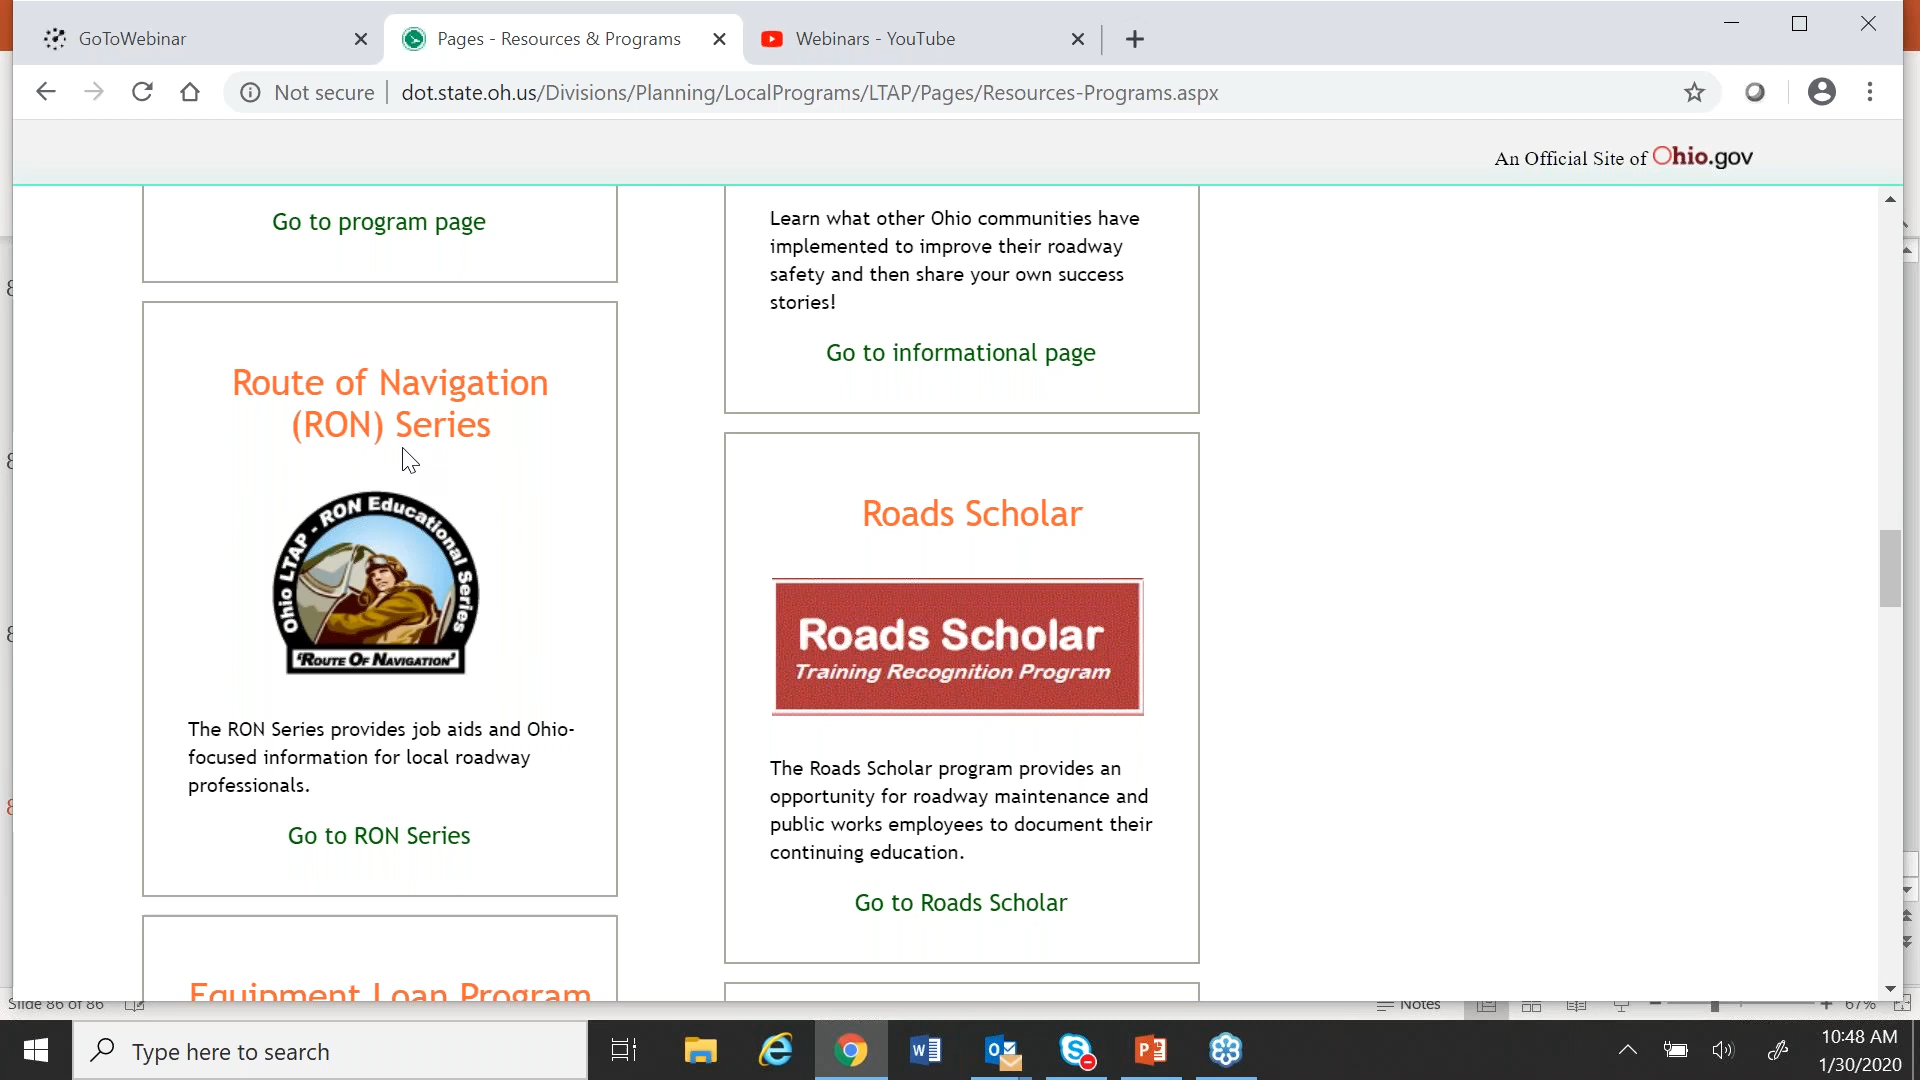 GoToWebinar
Pages - Resources & Programs
Webinars - YouTube
Not secure
dot.state.oh.us/Divisions/Planning/LocalPrograms/LTAP/Pages/Resources-Programs.aspx
An Official Site of Ohio.gov
Go to program page
Route of Navigation
(RON) Series
Ohio LTAP - RON Educational Series
'ROUTE OF NAVIGATION'
The RON Series provides job aids and Ohio-
focused information for local roadway
professionals.
Go to RON Series
Equipment Loan Program
Learn what other Ohio communities have
implemented to improve their roadway
safety and then share your own success
stories!
Go to informational page
Roads Scholar
Roads Scholar
Training Recognition Program
The Roads Scholar program provides an
opportunity for roadway maintenance and
public works employees to document their
continuing education.
Go to Roads Scholar
Slide 86 of 86
Notes
67%
Type here to search
10:48 AM
1/30/2020